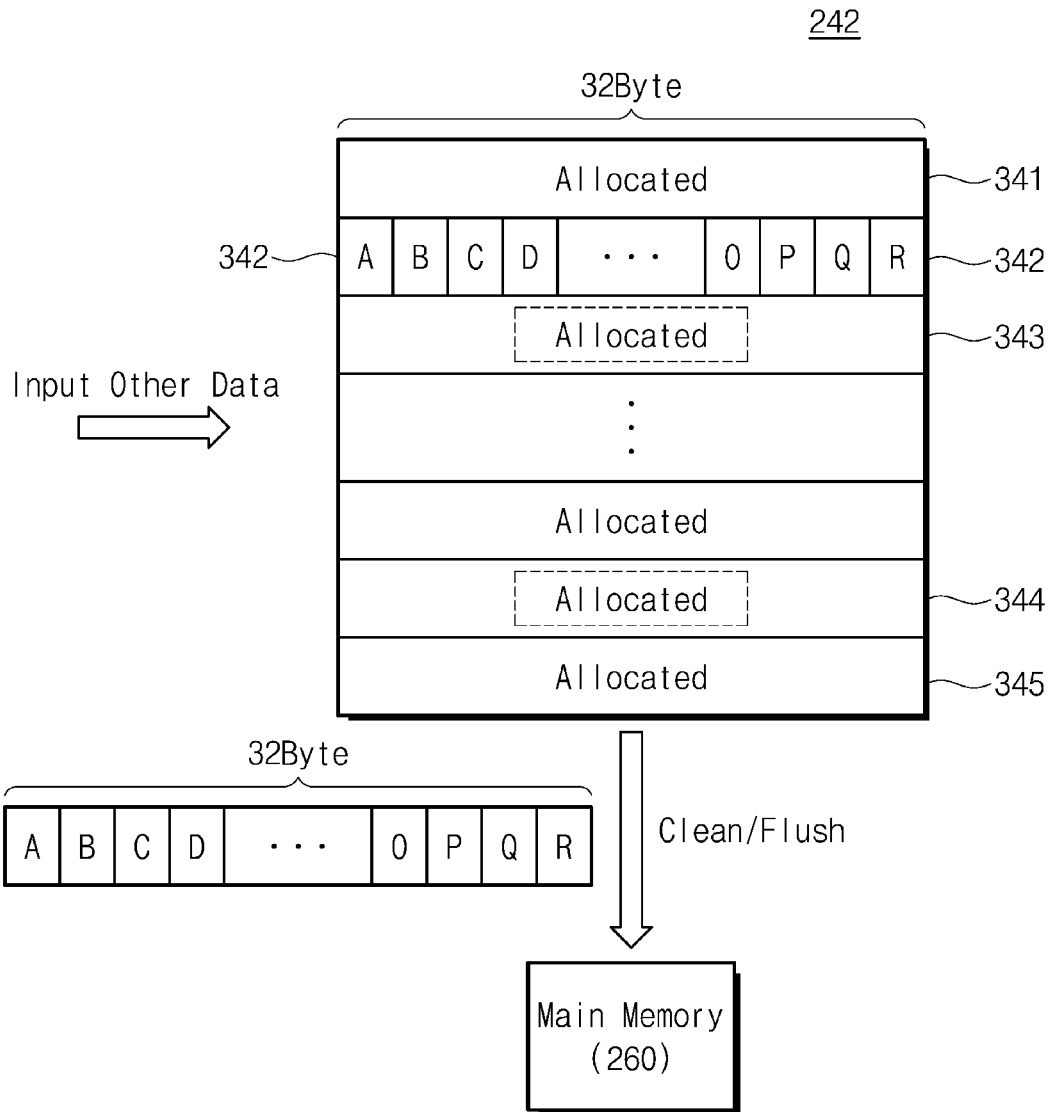 242
32Byte
Allocated 341
342 A B C D ··· O P Q R 342
Allocated 343
Input Other Data
⋮
Allocated
Allocated 344
Allocated 345
32Byte
A B C D ··· O P Q R
Clean/Flush
Main Memory
(260)